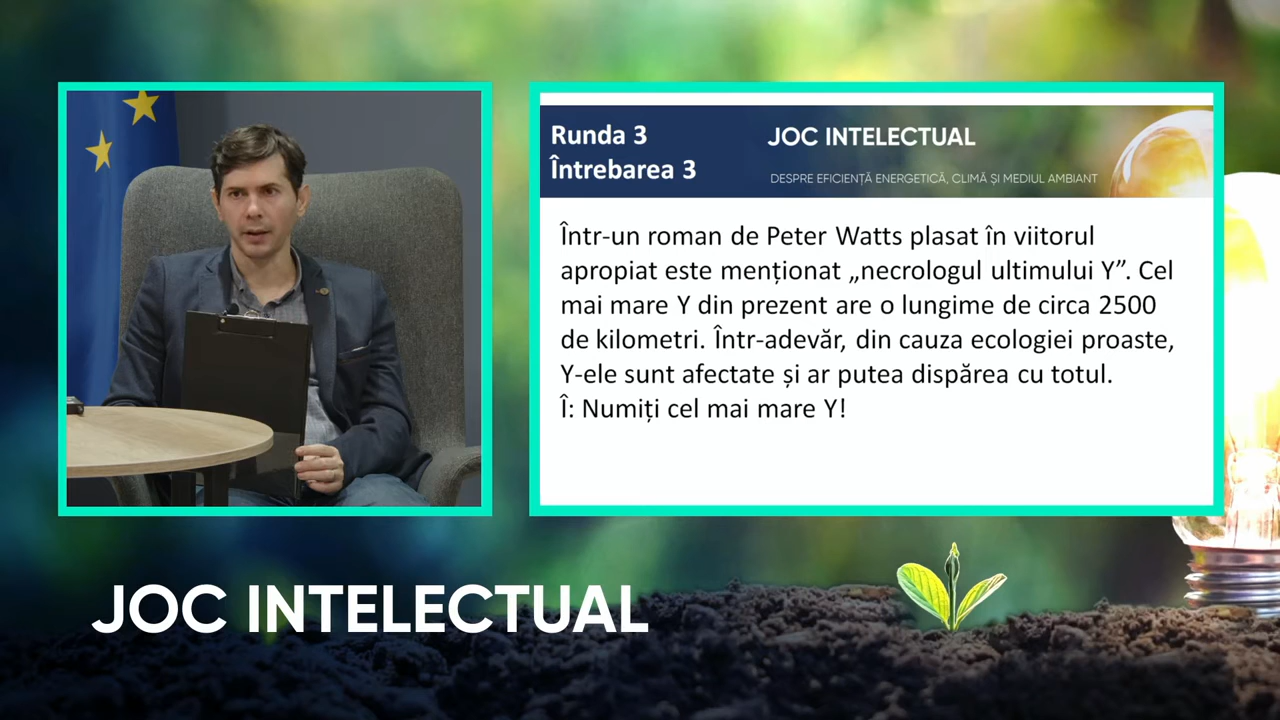 Runda 3
Întrebarea 3
JOC INTELECTUAL
DESPRE EFICIENȚĂ ENERGETICĂ, CLIMĂ ȘI MEDIUL AMBIANT
Într-un roman de Peter Watts plasat în viitorul
apropiat este menționat „necrologul ultimului Y”. Cel
mai mare Y din prezent are o lungime de circa 2500
de kilometri. Într-adevăr, din cauza ecologiei proaste,
Y-ele sunt afectate și ar putea dispărea cu totul.
Î: Numiți cel mai mare Y!
JOC INTELECTUAL